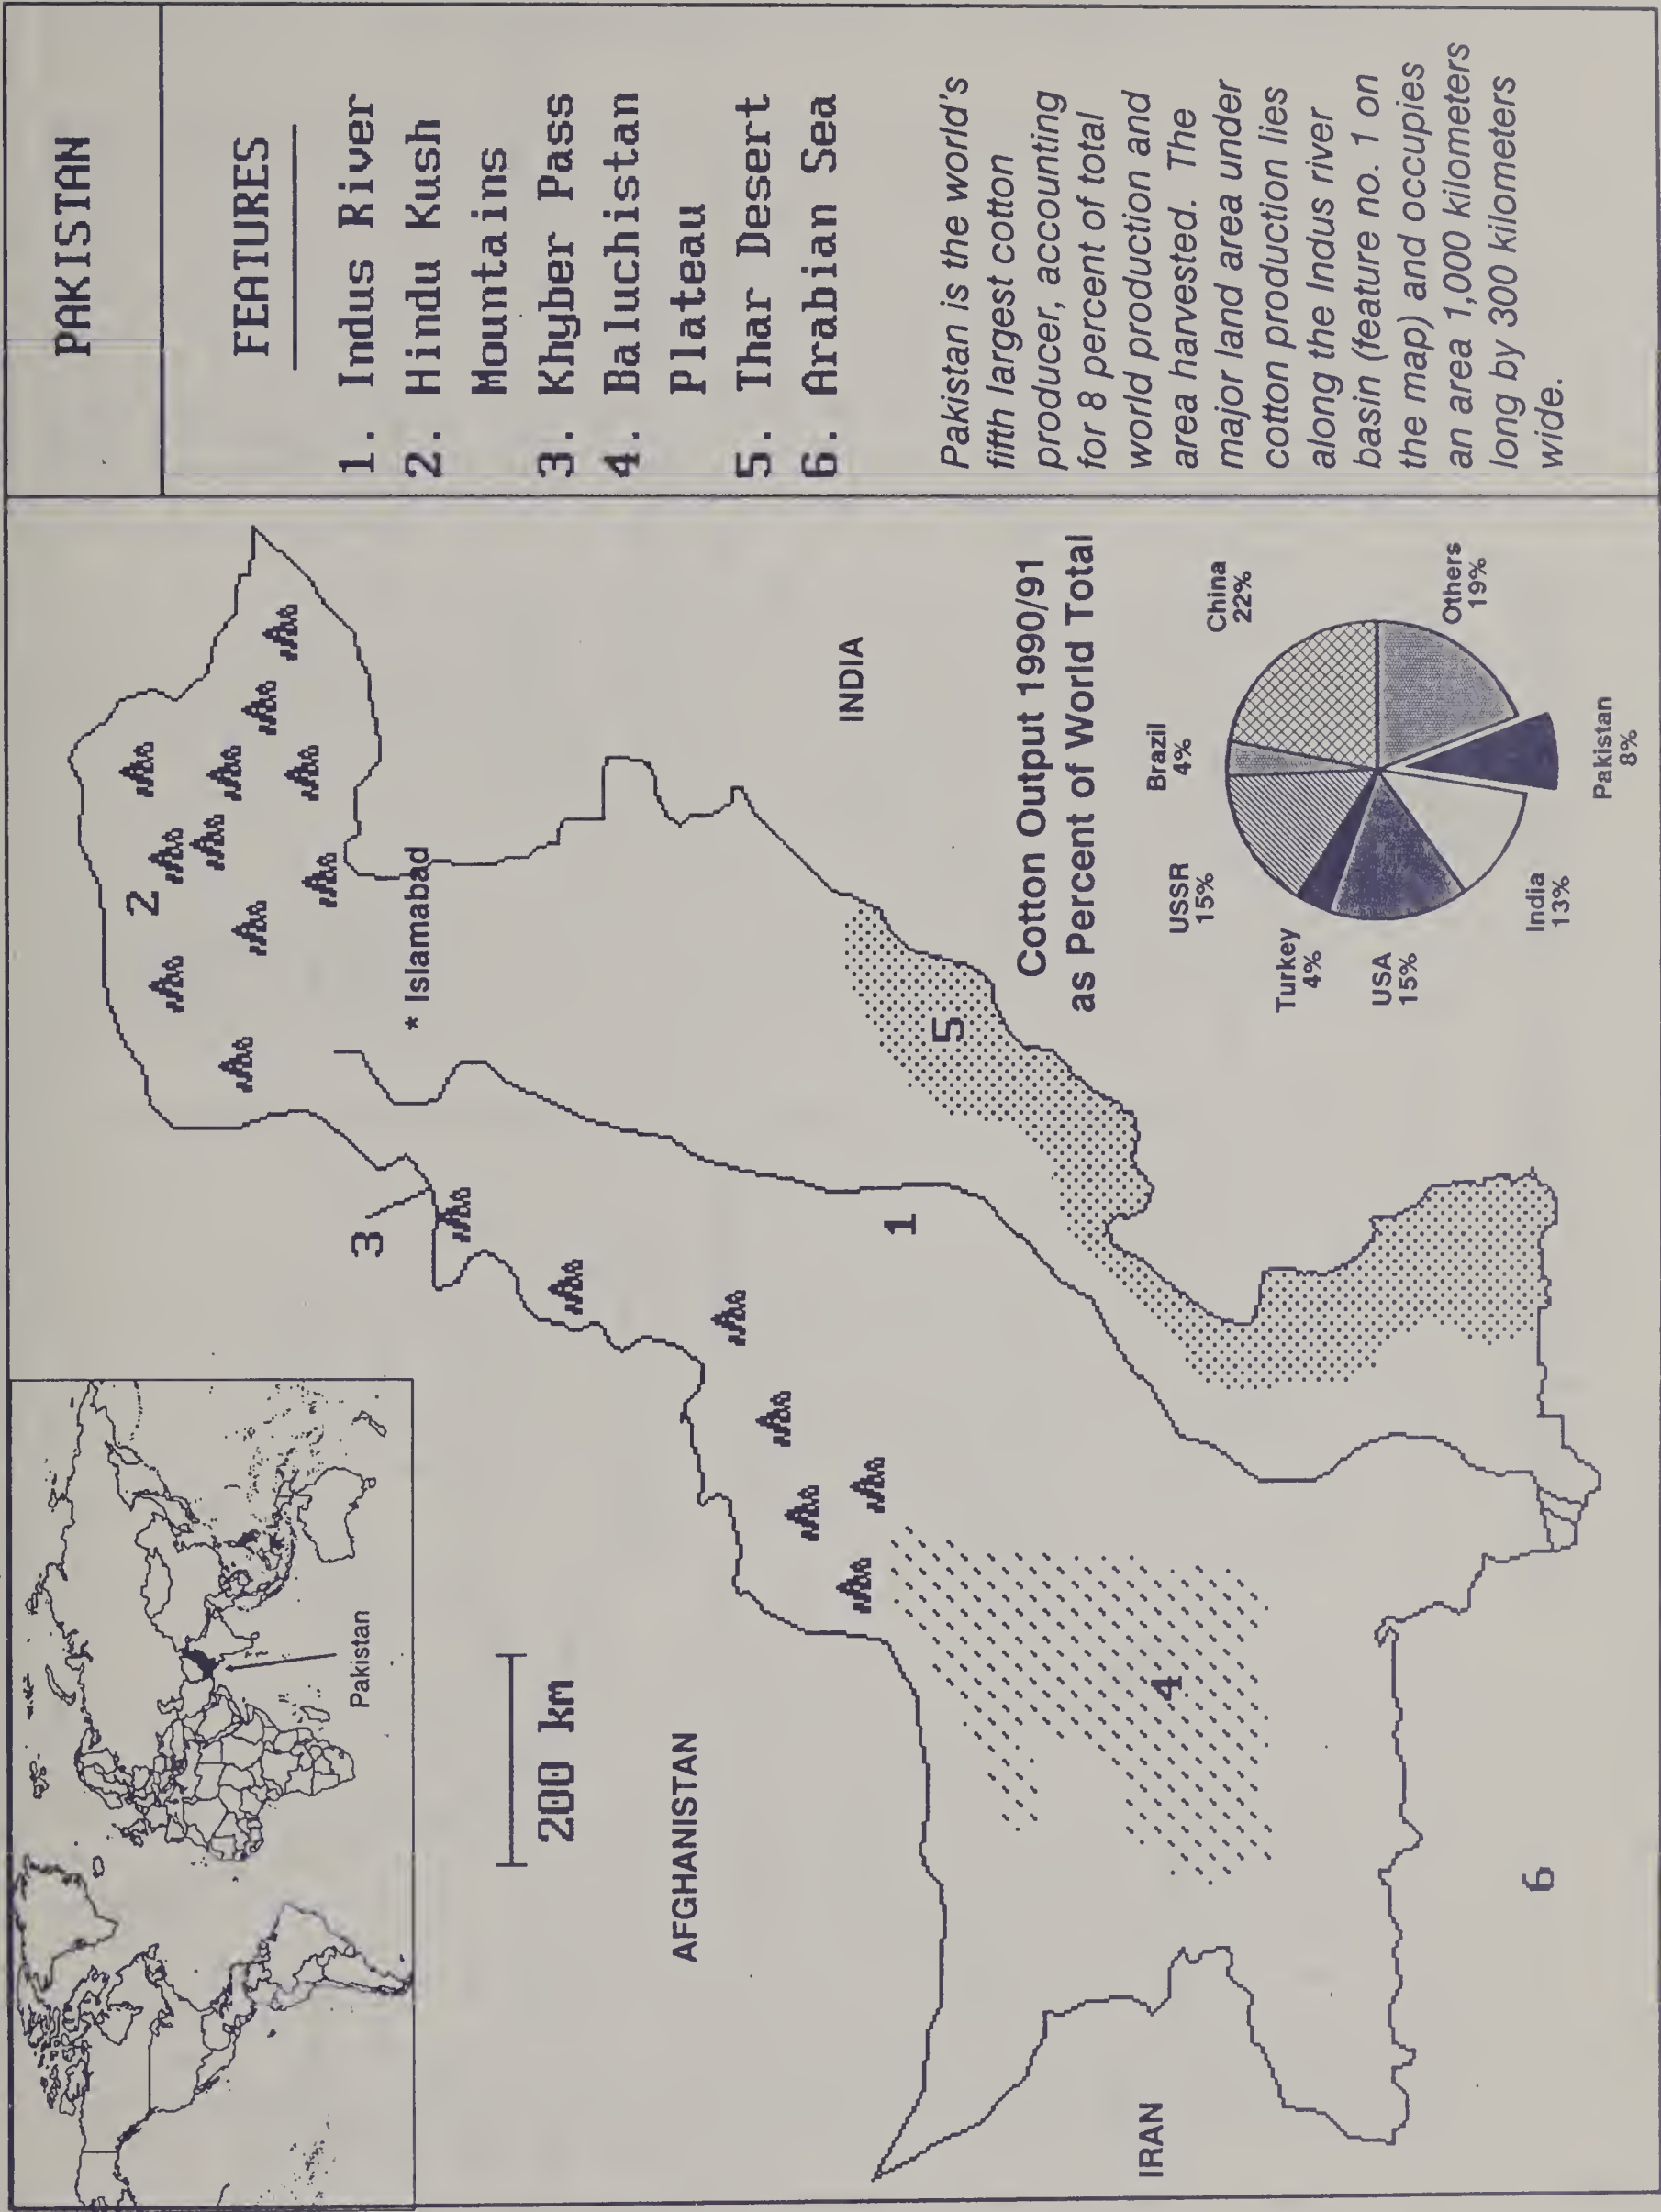 PAKISTAN
FEATURES
1. Indus River
2. Hindu Kush
Mountains
3. Khyber Pass
4. Baluchistan
Plateau
5. Thar Desert
6. Arabian Sea
Pakistan is the world's
fifth largest cotton
producer, accounting
for 8 percent of total
world production and
area harvested. The
major land area under
cotton production lies
along the Indus river
basin (feature no. 1 on
the map) and occupies
an area 1,000 kilometers
long by 300 kilometers
wide.
Pakistan
200 km
AFGHANISTAN
IRAN
INDIA
* Islamabad
1
2
3
4
5
6
Cotton Output 1990/91
as Percent of World Total
China
22%
Brazil
4%
USSR
15%
Turkey
4%
USA
15%
India
13%
Pakistan
8%
Others
19%